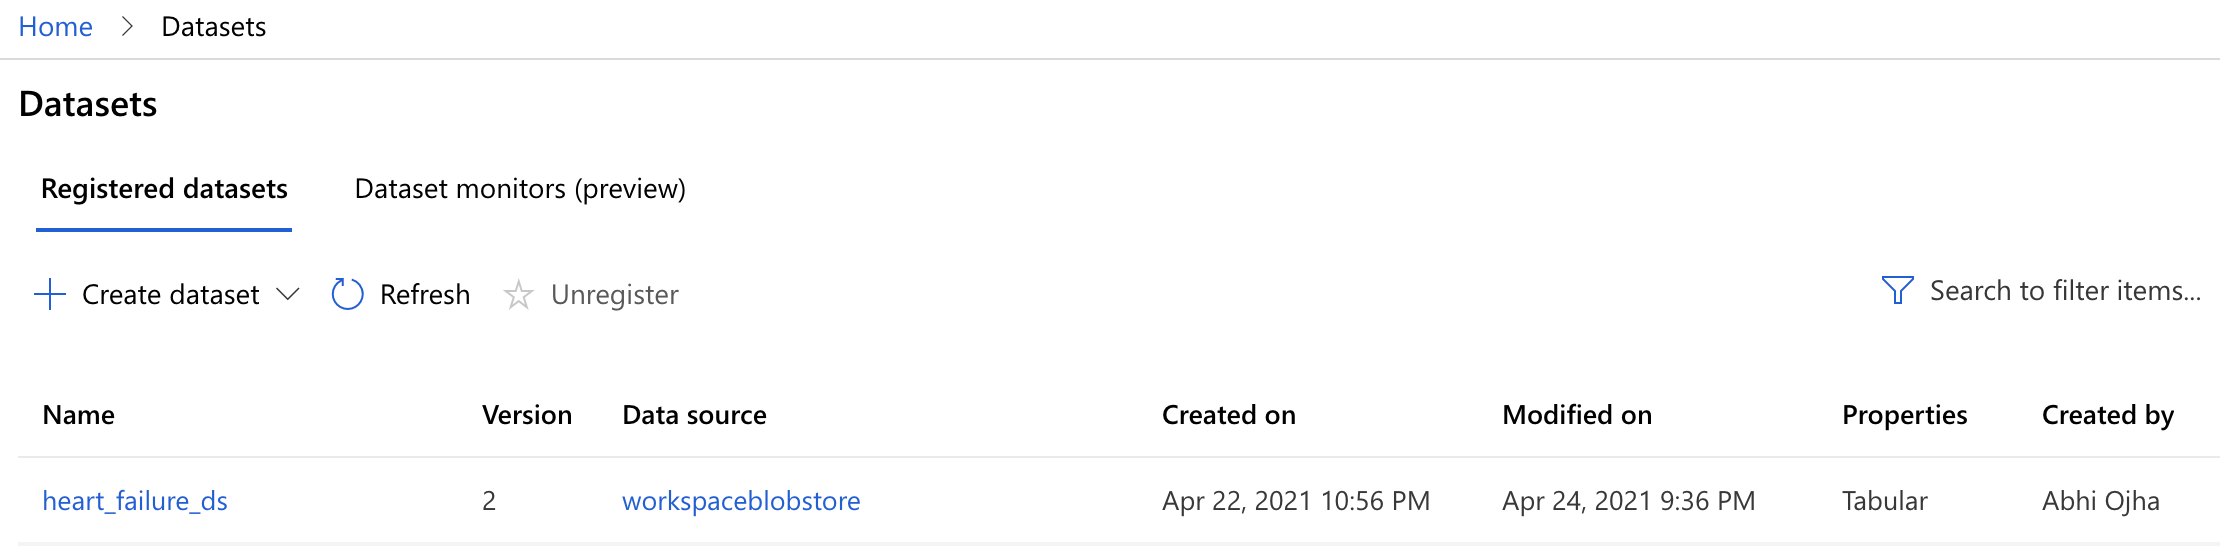 Home > Datasets
Datasets
Registered datasets Dataset monitors (preview)
Create dataset Refresh Unregister Search to filter items...
Name Version Data source Created on Modified on Properties Created by
heart_failure_ds 2 workspaceblobstore Apr 22, 2021 10:56 PM Apr 24, 2021 9:36 PM Tabular Abhi Ojha